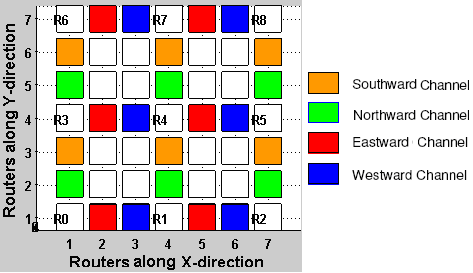 Routers along Y-direction
7
6
5
4
3
2
1
R6
R7
R8
R3
R4
R5
R0
R1
R2
1 2 3 4 5 6 7
Routers along X-direction
Southward Channel
Northward Channel
Eastward Channel
Westward Channel